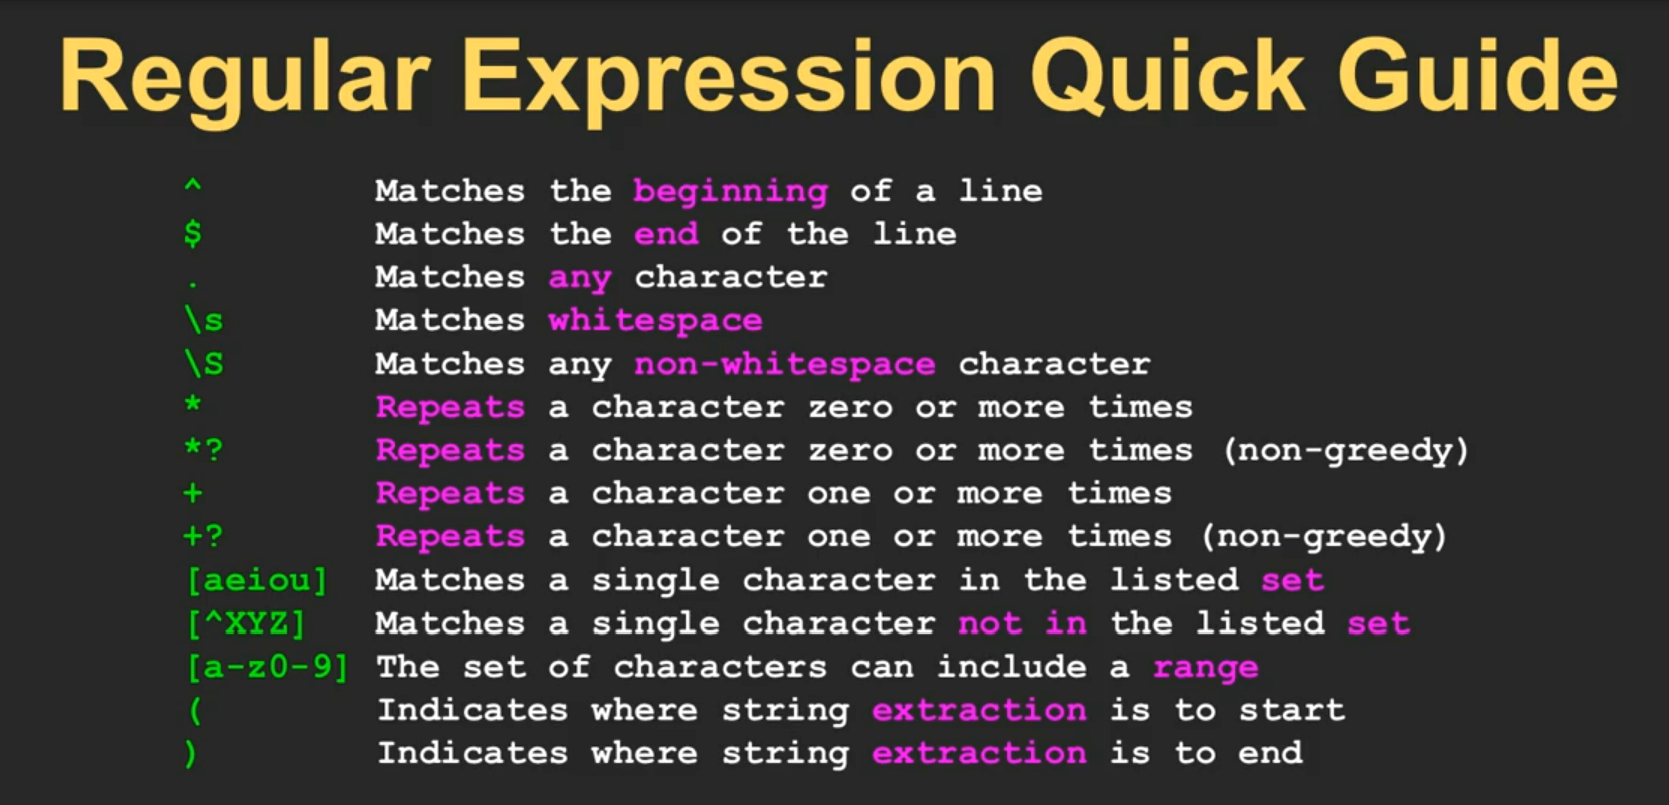 Regular Expression Quick Guide
^ Matches the beginning of a line
$ Matches the end of the line
. Matches any character
\s Matches whitespace
\S Matches any non-whitespace character
* Repeats a character zero or more times
*? Repeats a character zero or more times (non-greedy)
+ Repeats a character one or more times
+? Repeats a character one or more times (non-greedy)
[aeiou] Matches a single character in the listed set
[^XYZ] Matches a single character not in the listed set
[a-z0-9] The set of characters can include a range
( Indicates where string extraction is to start
) Indicates where string extraction is to end